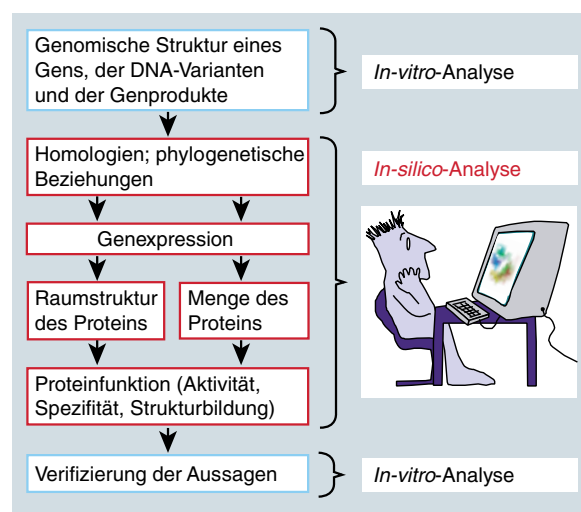 Genomische Struktur eines
Gens, der DNA-Varianten
und der Genprodukte
In-vitro-Analyse
Homologien; phylogenetische
Beziehungen
In-silico-Analyse
Genexpression
Raumstruktur
des Proteins
Menge des
Proteins
Proteinfunktion (Aktivität,
Spezifität, Strukturbildung)
Verifizierung der Aussagen
In-vitro-Analyse